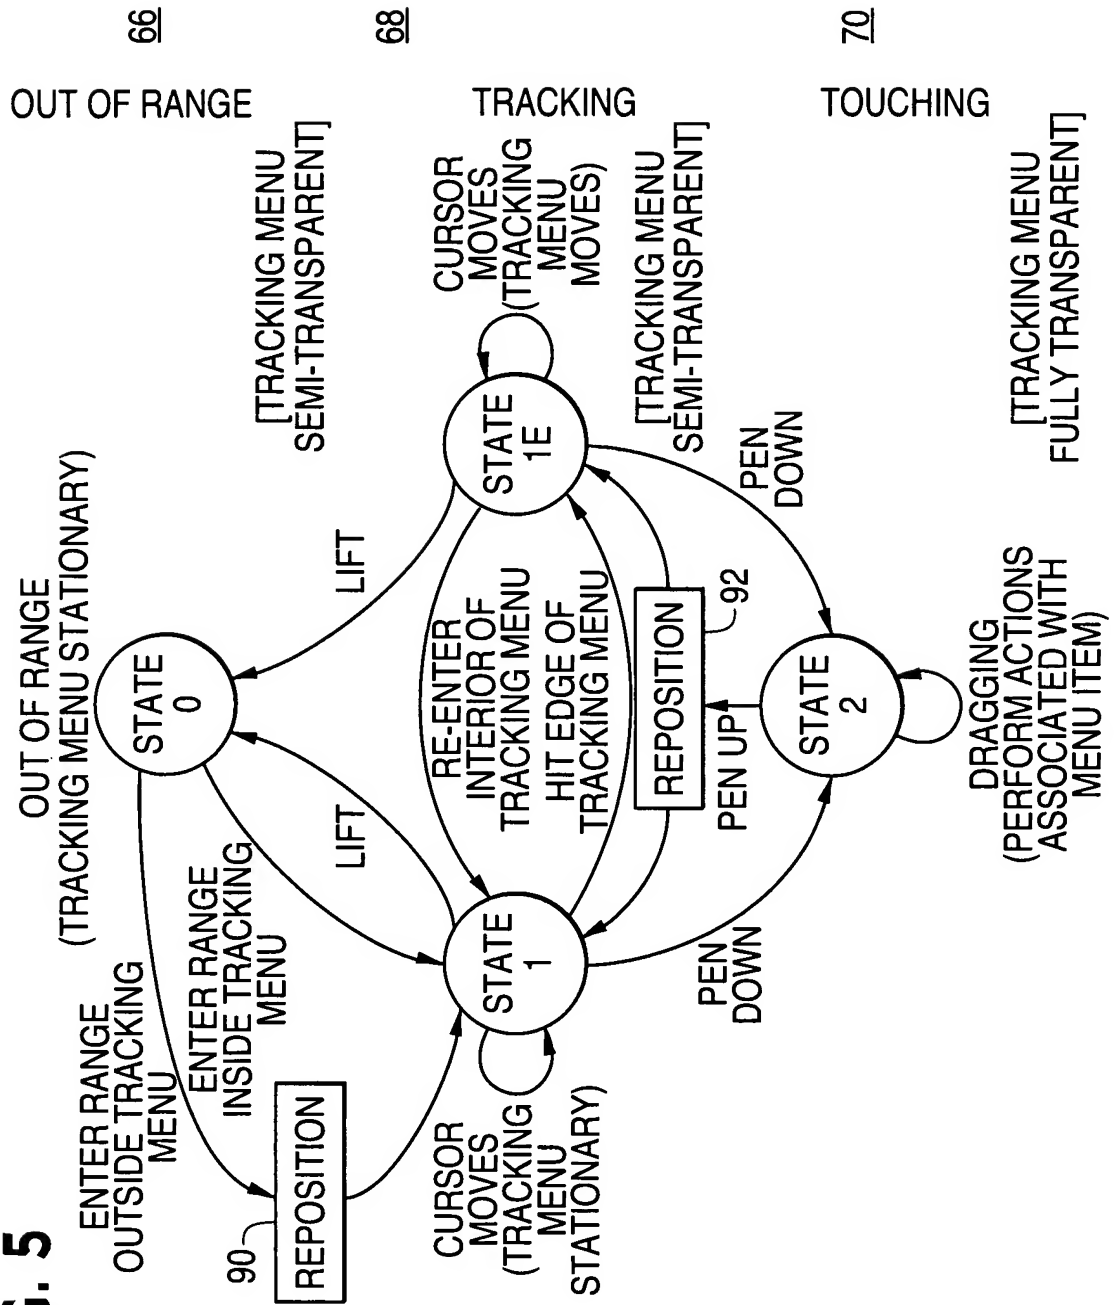 G. 5
OUT OF RANGE
(TRACKING MENU STATIONARY)
OUT OF RANGE
66
ENTER RANGE
OUTSIDE TRACKING
MENU
STATE
0
[TRACKING MENU
SEMI-TRANSPARENT]
ENTER RANGE
INSIDE TRACKING
MENU
90
REPOSITION
LIFT
LIFT
TRACKING
68
CURSOR
MOVES
(TRACKING
MENU
STATIONARY)
STATE
1
RE-ENTER
INTERIOR OF
TRACKING MENU
HIT EDGE OF
TRACKING MENU
STATE
1E
CURSOR
MOVES
(TRACKING
MENU
MOVES)
[TRACKING MENU
SEMI-TRANSPARENT]
REPOSITION
92
PEN
DOWN
PEN UP
PEN
DOWN
TOUCHING
70
STATE
2
DRAGGING
(PERFORM ACTIONS
ASSOCIATED WITH
MENU ITEM)
[TRACKING MENU
FULLY TRANSPARENT]